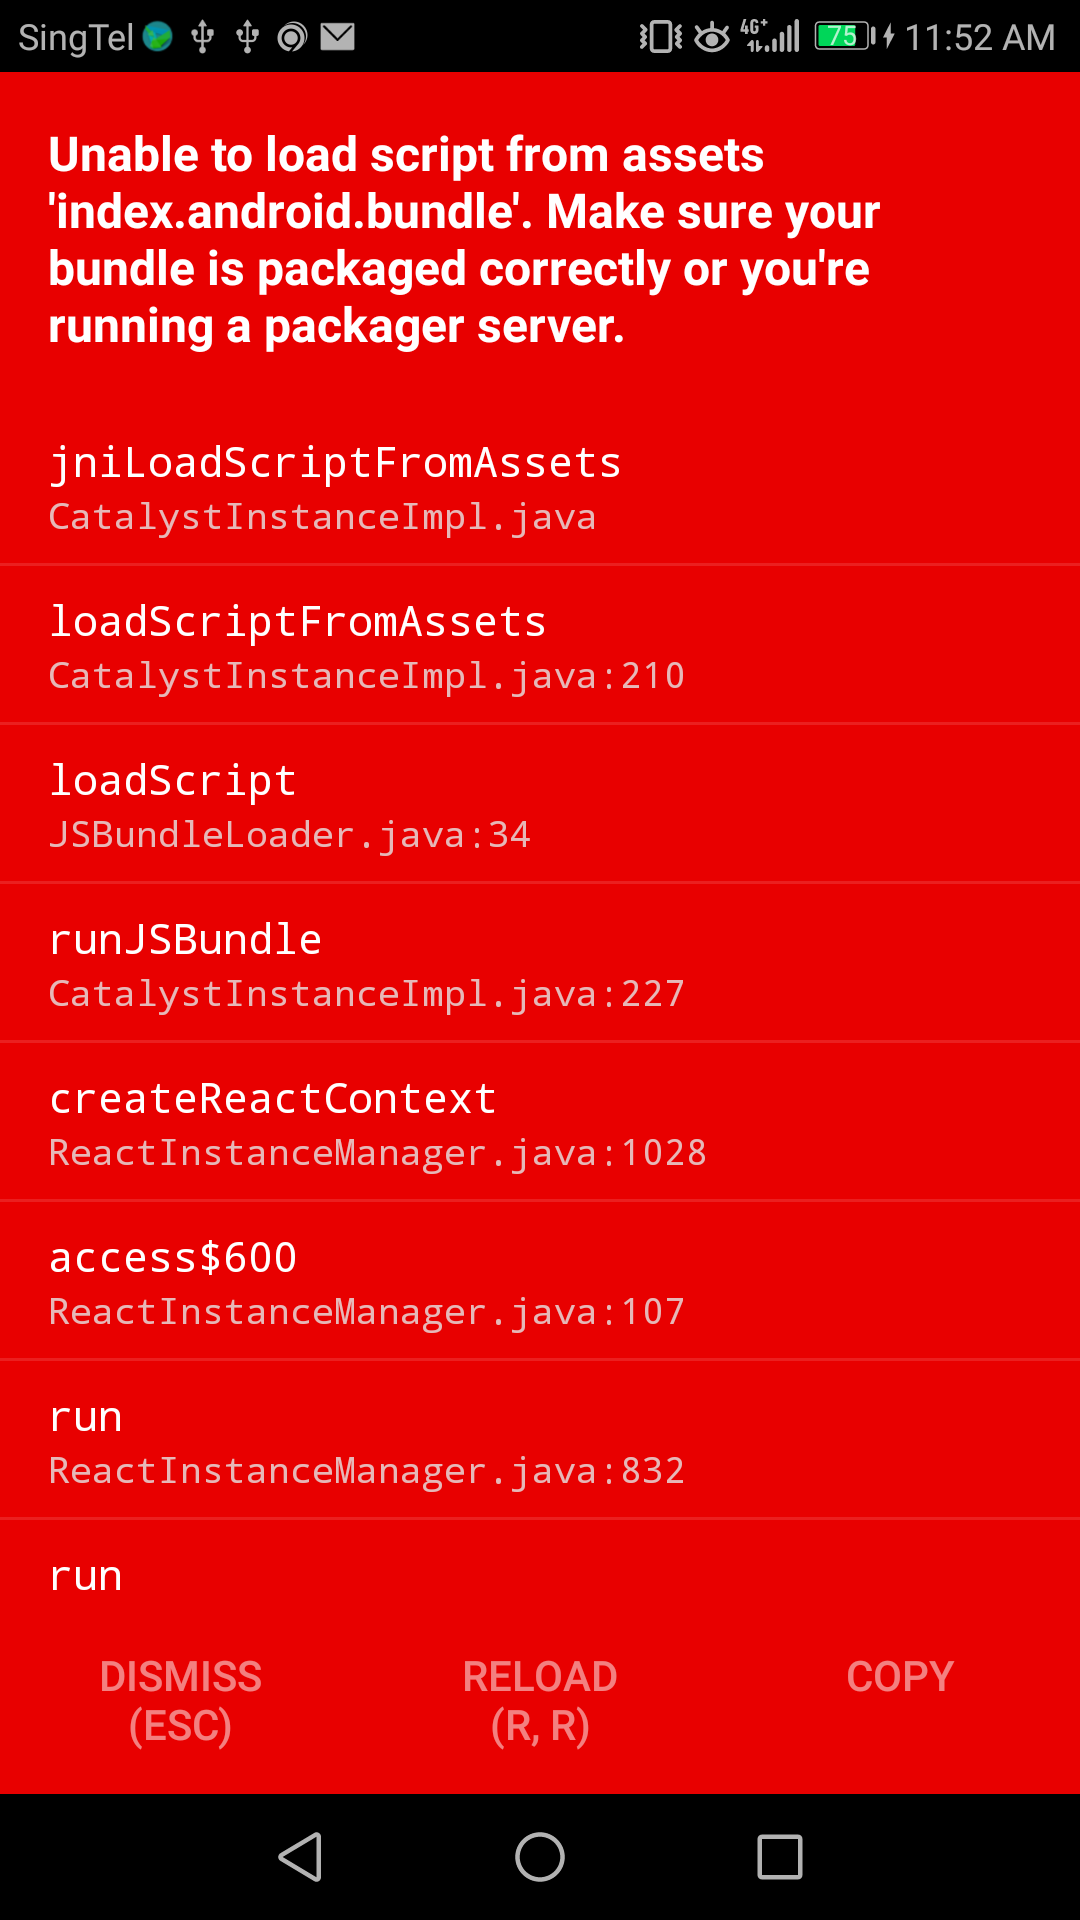 SingTel 4G+ 75 11:52 AM
Unable to load script from assets
'index.android.bundle'. Make sure your
bundle is packaged correctly or you're
running a packager server.
jniLoadScriptFromAssets
CatalystInstanceImpl.java
loadScriptFromAssets
CatalystInstanceImpl.java:210
loadScript
JSBundleLoader.java:34
runJSBundle
CatalystInstanceImpl.java:227
createReactContext
ReactInstanceManager.java:1028
access$600
ReactInstanceManager.java:107
run
ReactInstanceManager.java:832
run
DISMISS
(ESC)
RELOAD
(R, R)
COPY